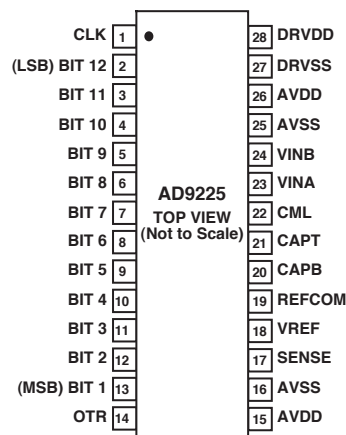 CLK 1 28 DRVDD
(LSB) BIT 12 2 27 DRVSS
BIT 11 3 26 AVDD
BIT 10 4 25 AVSS
BIT 9 5 24 VINB
BIT 8 6 23 VINA
BIT 7 7 22 CML
BIT 6 8 21 CAPT
BIT 5 9 20 CAPB
BIT 4 10 19 REFCOM
BIT 3 11 18 VREF
BIT 2 12 17 SENSE
(MSB) BIT 1 13 16 AVSS
OTR 14 15 AVDD
AD9225
TOP VIEW
(Not to Scale)